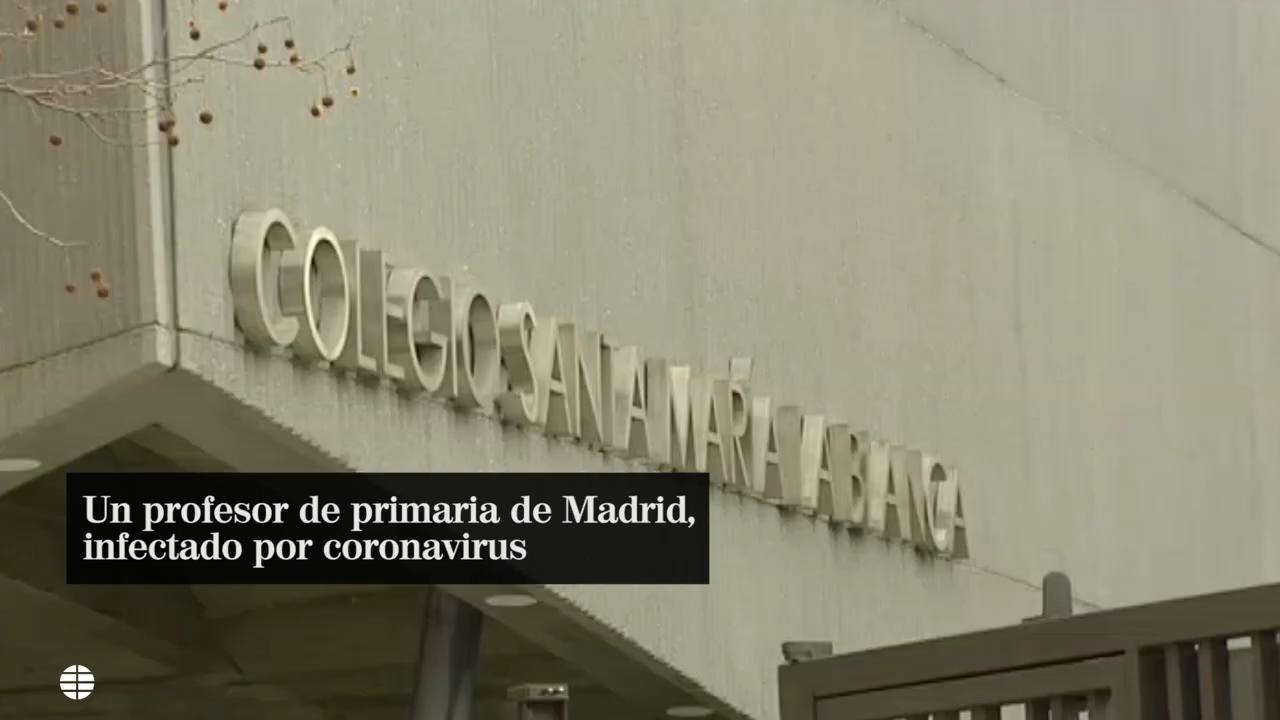 COLEGIO SANTA MARÍA LA BLANCA
Un profesor de primaria de Madrid,
infectado por coronavirus